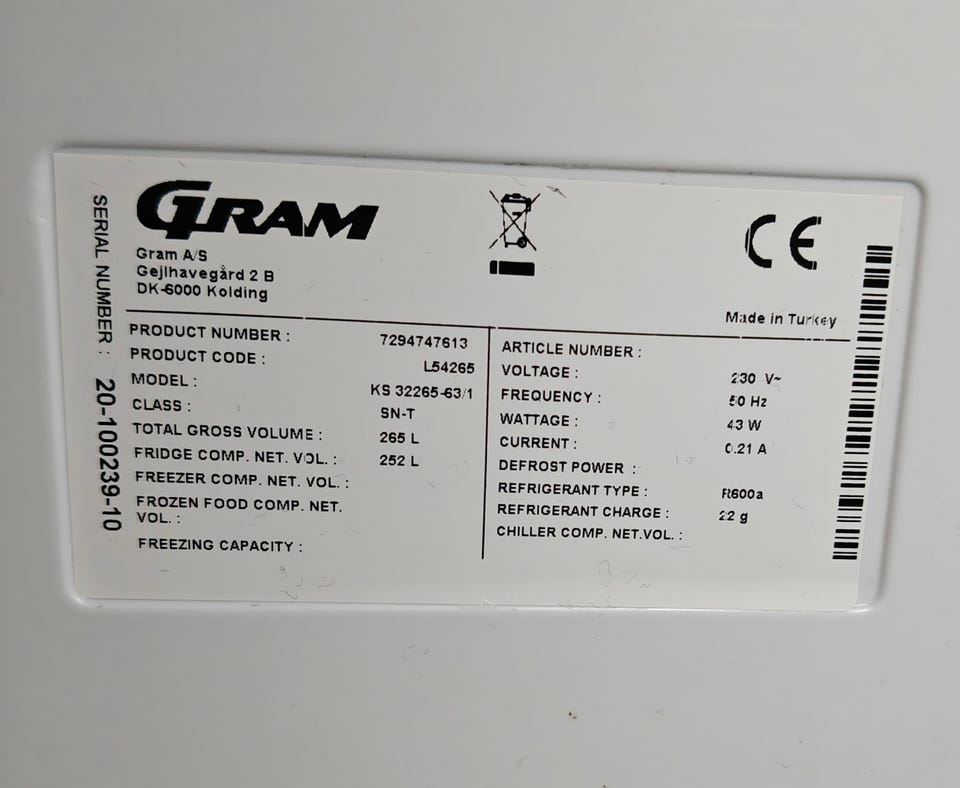 GRAM
Gram A/S
Gejlhavegård 2 B
DK-6000 Kolding
CE
Made in Turkey
SERIAL NUMBER : 20-100239-10
PRODUCT NUMBER : 7294747613
PRODUCT CODE : L54265
MODEL : KS 32265-63/1
CLASS : SN-T
TOTAL GROSS VOLUME : 265 L
FRIDGE COMP. NET. VOL. : 252 L
FREEZER COMP. NET. VOL. :
FROZEN FOOD COMP. NET.
VOL. :
FREEZING CAPACITY :
ARTICLE NUMBER :
VOLTAGE : 230 V~
FREQUENCY : 50 Hz
WATTAGE : 43 W
CURRENT : 0.21 A
DEFROST POWER :
REFRIGERANT TYPE : R600a
REFRIGERANT CHARGE : 22 g
CHILLER COMP. NET.VOL. :